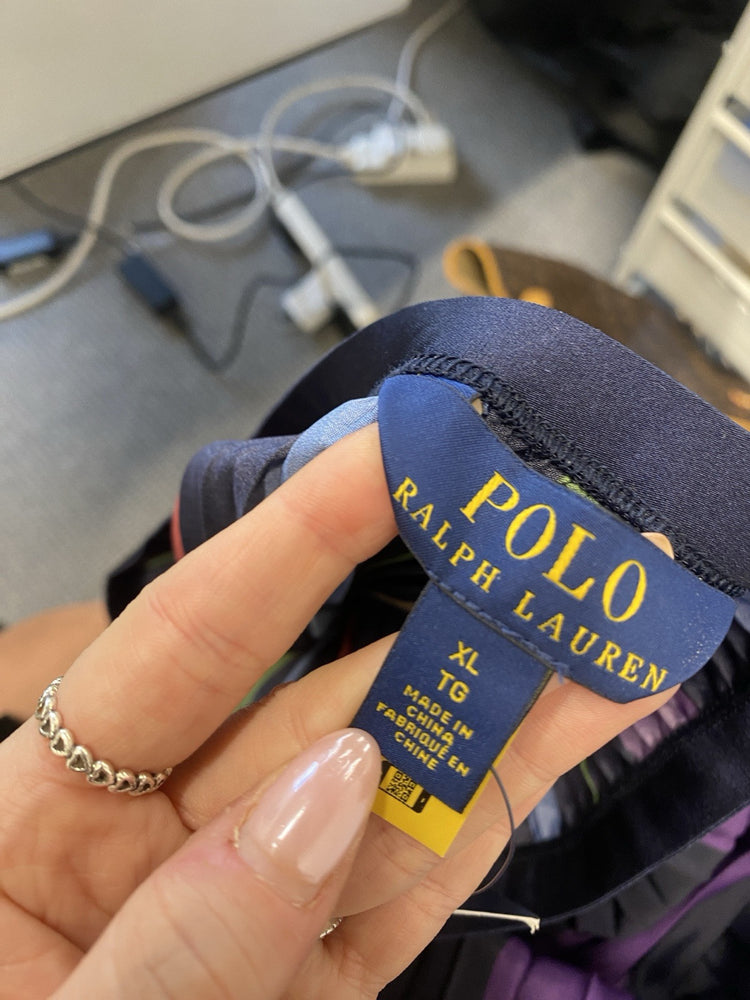 POLO
RALPH LAUREN
XL
TG
MADE IN
CHINA
FABRIQUÉ EN
CHINE